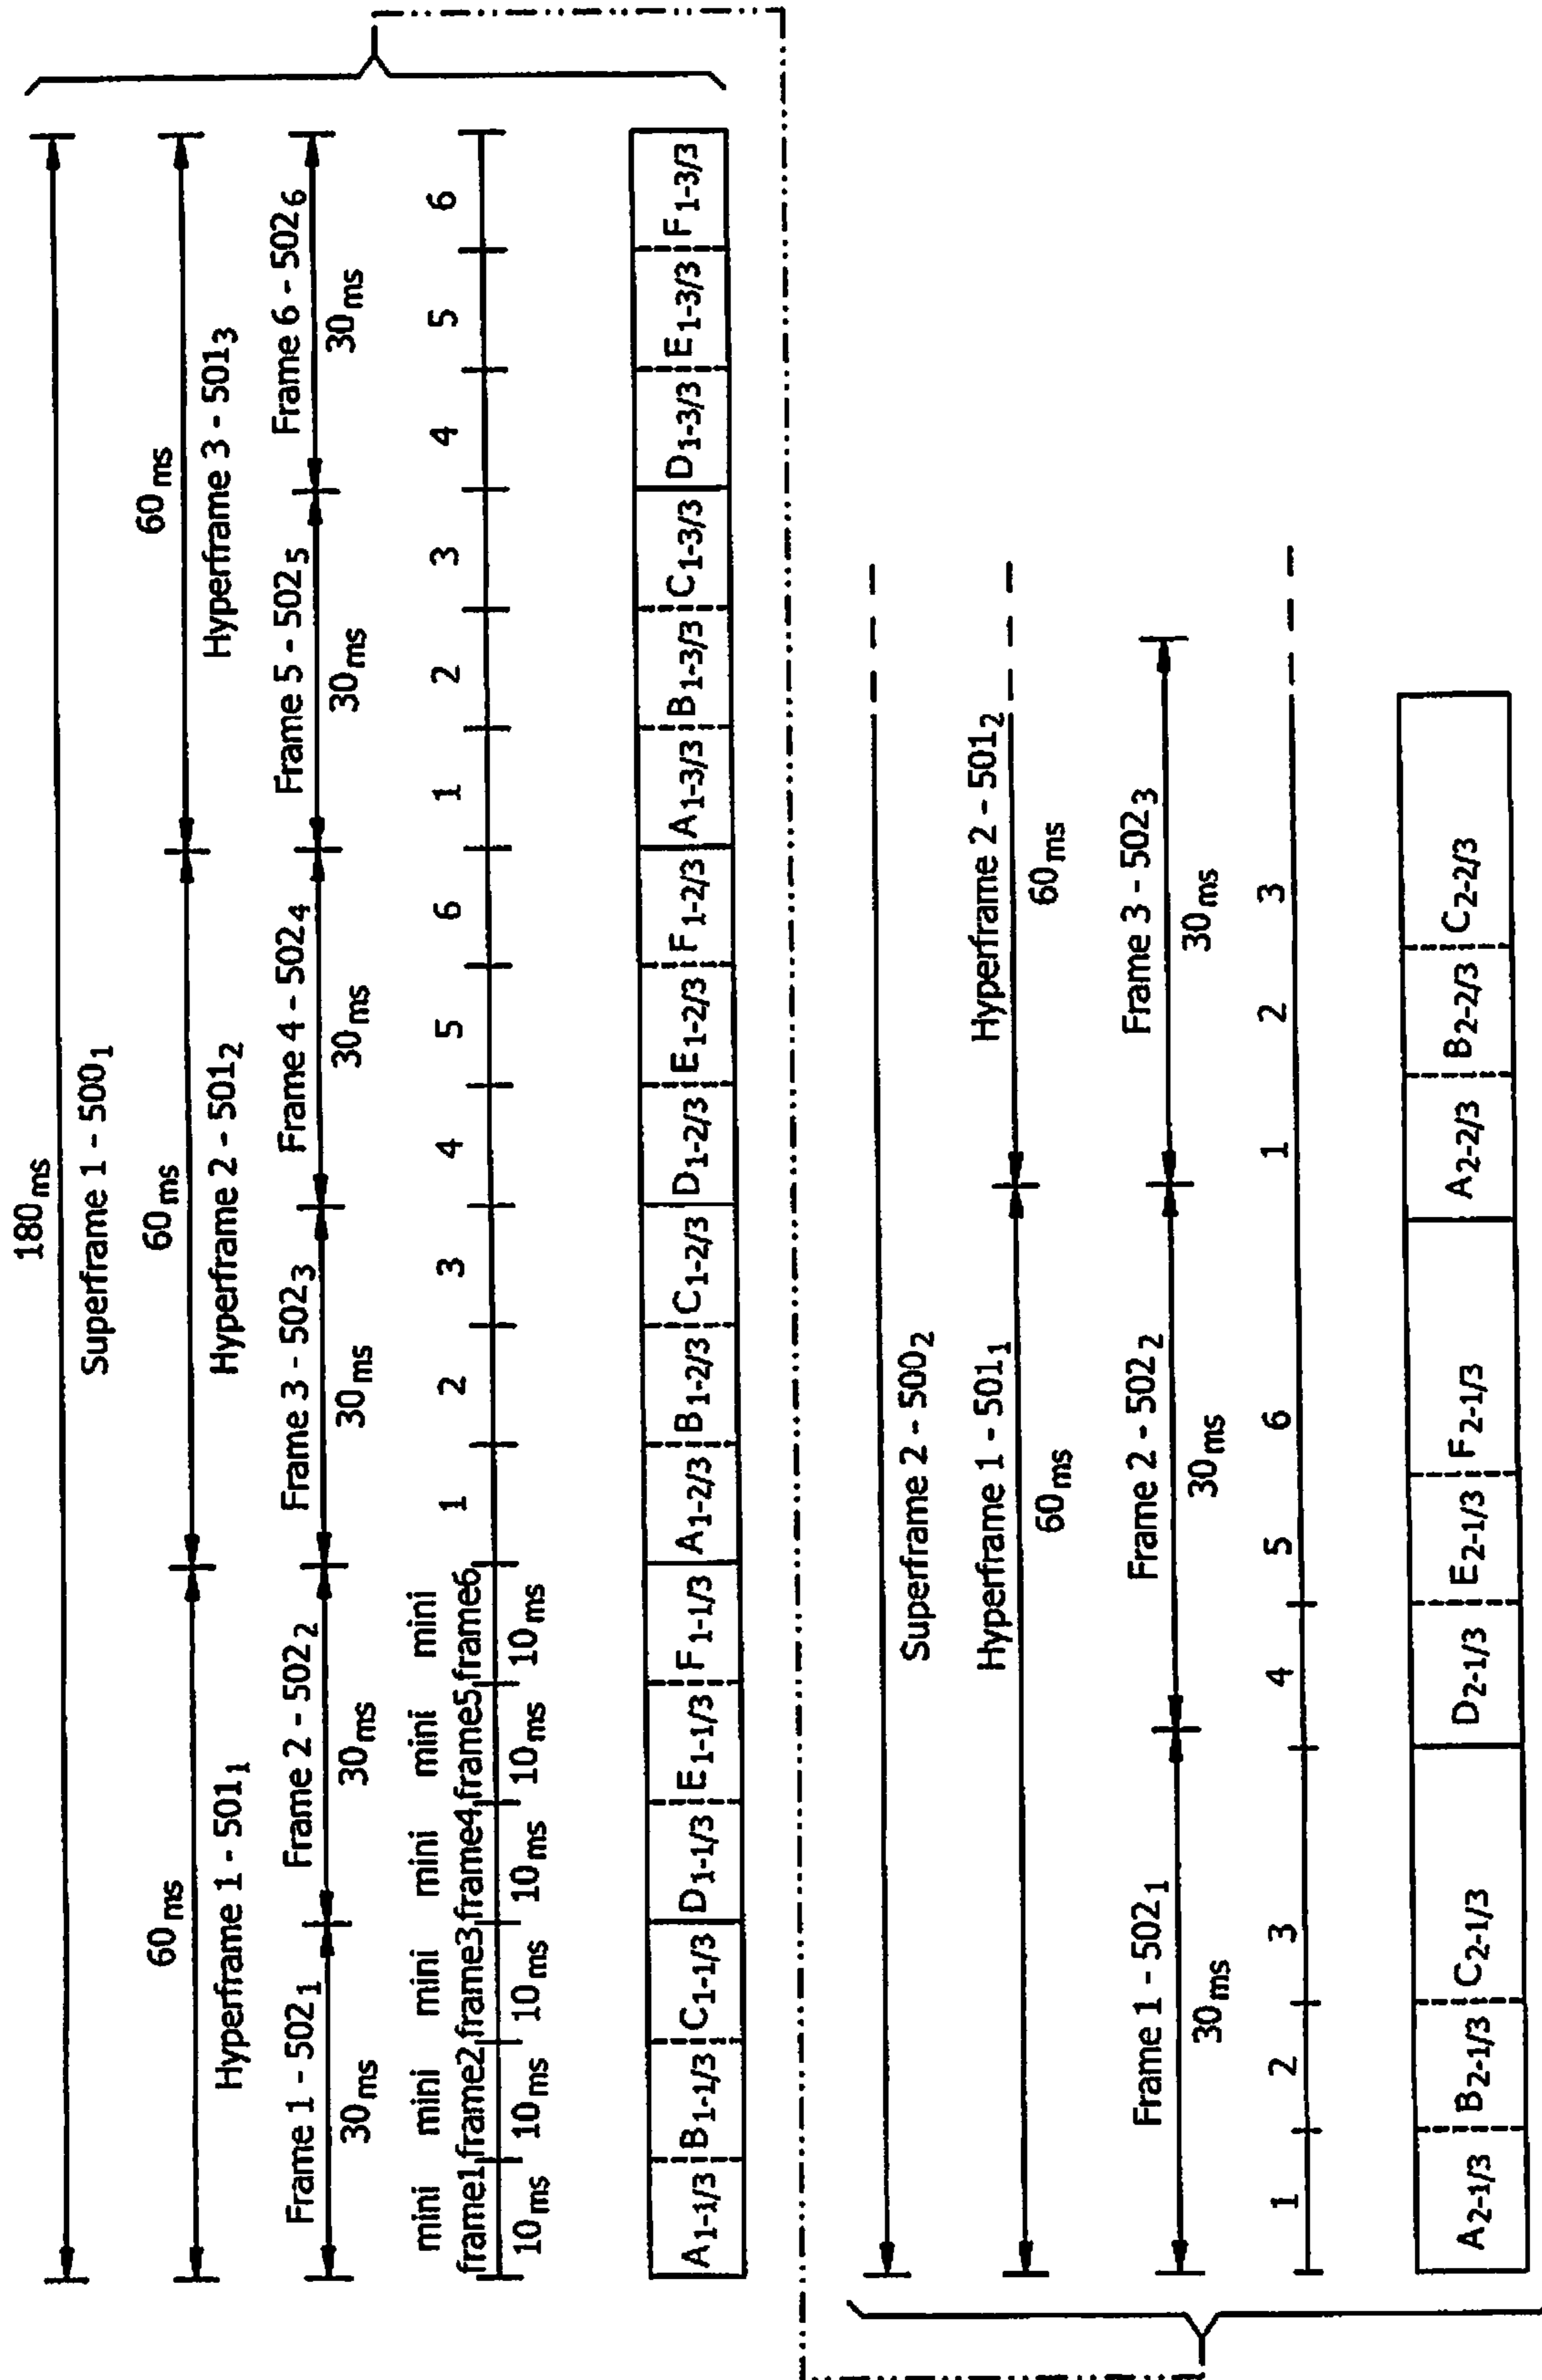 180ms
Superframe 1 - 500₁
60ms 60ms 60ms
Hyperframe 1 - 501₁ Hyperframe 2 - 501₂ Hyperframe 3 - 501₃
Frame 1 - 502₁ Frame 2 - 502₂ Frame 3 - 502₃ Frame 4 - 502₄ Frame 5 - 502₅ Frame 6 - 502₆
30ms 30ms 30ms 30ms 30ms 30ms
mini mini mini mini mini mini
frame1 frame2 frame3 frame4 frame5 frame6 1 2 3 4 5 6 1 2 3 4 5 6
10ms 10ms 10ms 10ms 10ms 10ms
A1-1/3 B1-1/3 C1-1/3 D1-1/3 E1-1/3 F1-1/3 A1-2/3 B1-2/3 C1-2/3 D1-2/3 E1-2/3 F1-2/3 A1-3/3 B1-3/3 C1-3/3 D1-3/3 E1-3/3 F1-3/3
Superframe 2 - 500₂
Hyperframe 1 - 501₁ Hyperframe 2 - 501₂
60ms 60ms
Frame 1 - 502₁ Frame 2 - 502₂ Frame 3 - 502₃
30ms 30ms 30ms
1 2 3 4 5 6 1 2 3
A2-1/3 B2-1/3 C2-1/3 D2-1/3 E2-1/3 F2-1/3 A2-2/3 B2-2/3 C2-2/3